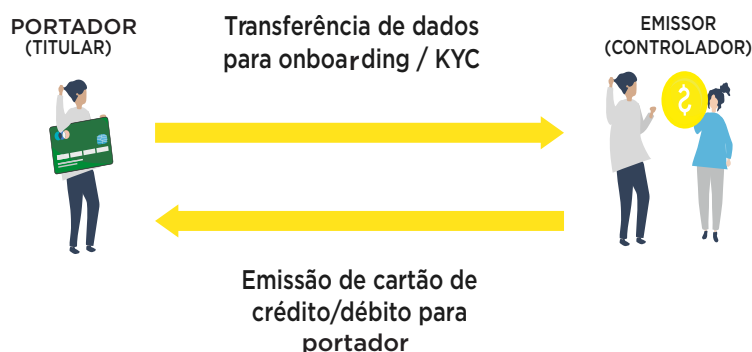 PORTADOR
(TITULAR)
Transferência de dados
para onboarding / KYC
EMISSOR
(CONTROLADOR)
Emissão de cartão de
crédito/débito para
portador